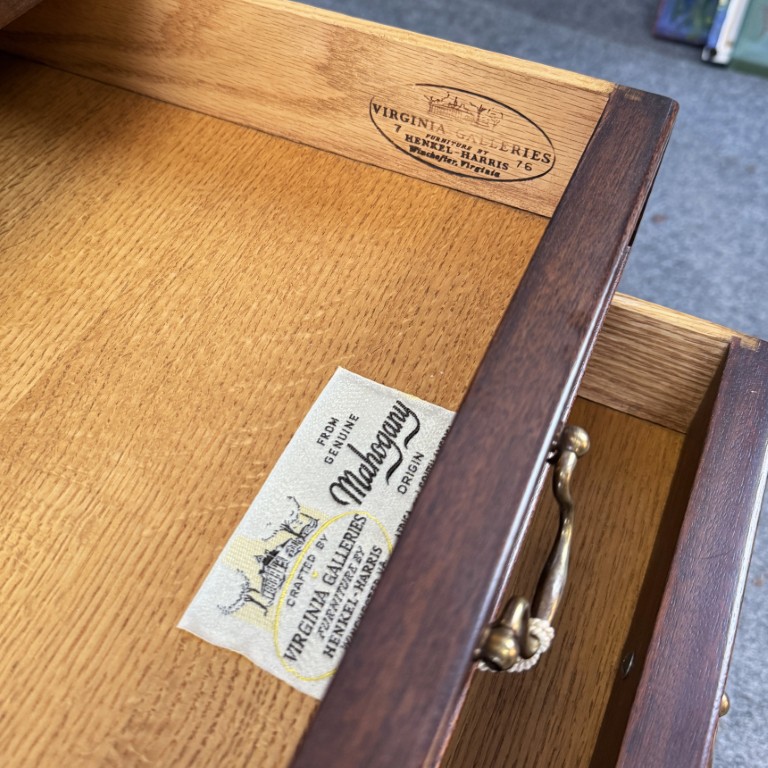 VIRGINIA GALLERIES
7 FURNITURE BY 76
HENKEL-HARRIS
Winchester, Virginia
FROM
GENUINE
Mahogany
ORIGIN
CRAFTED BY
VIRGINIA GALLERIES
FURNITURE BY
HENKEL-HARRIS